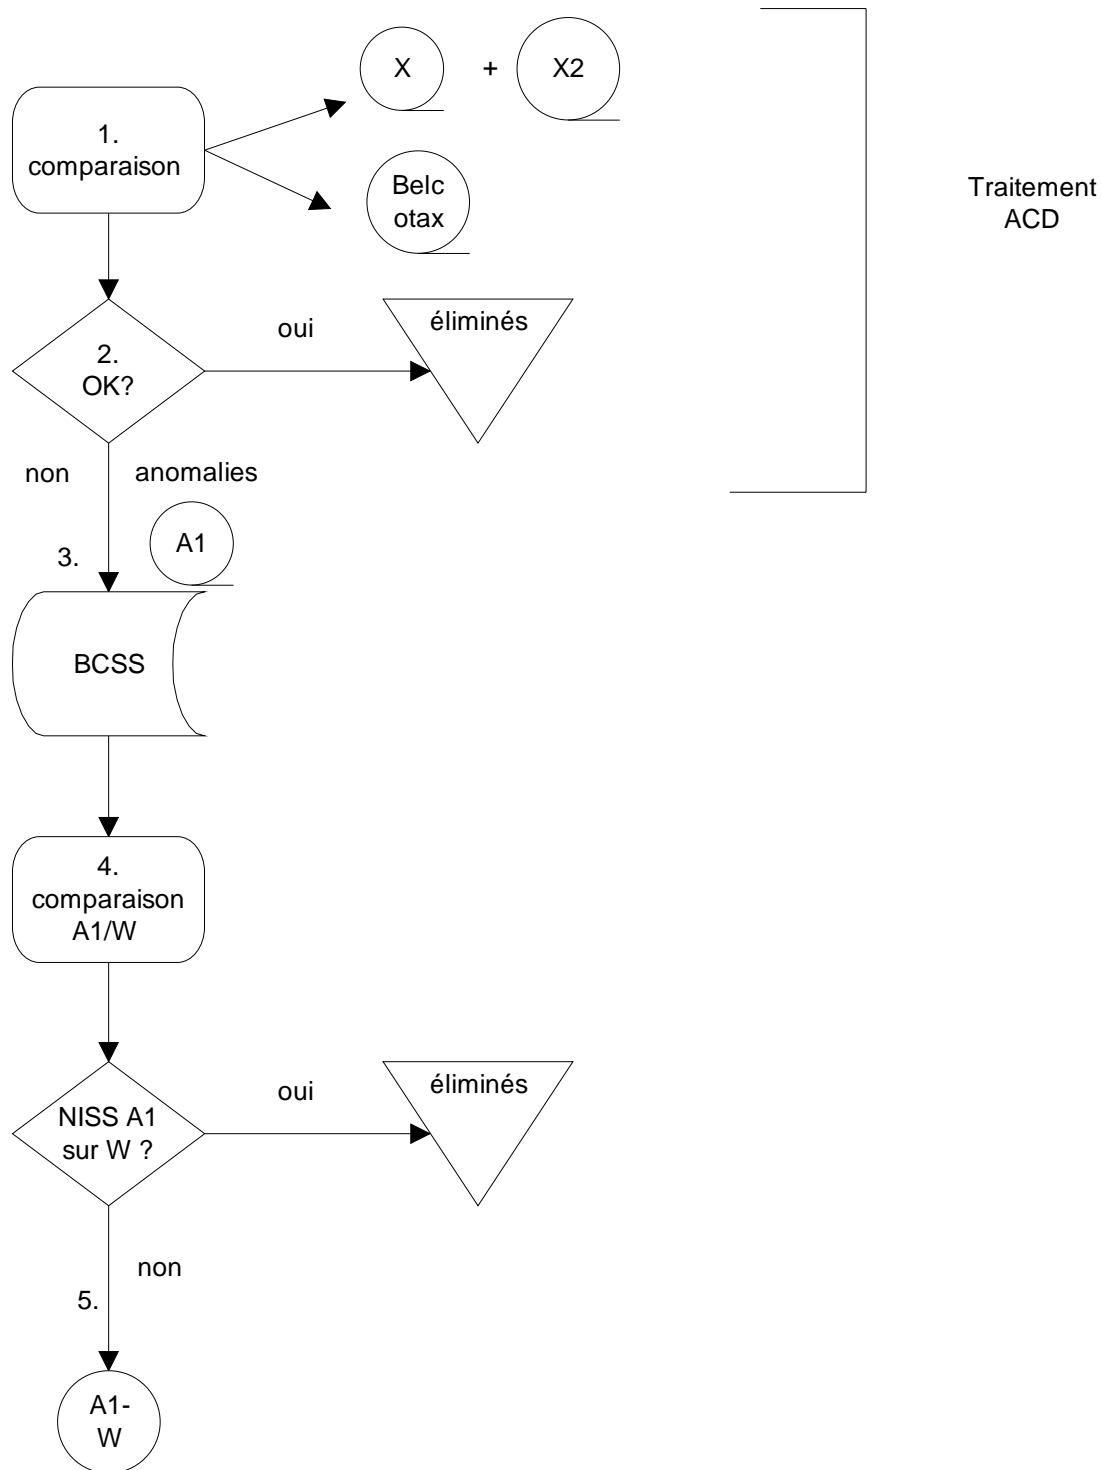 X
+
X2
1.
comparaison
Belc
otax
Traitement
ACD
éliminés
oui
2.
OK?
non
anomalies
A1
3.
BCSS
4.
comparaison
A1/W
éliminés
oui
NISS A1
sur W ?
non
5.
A1-
W